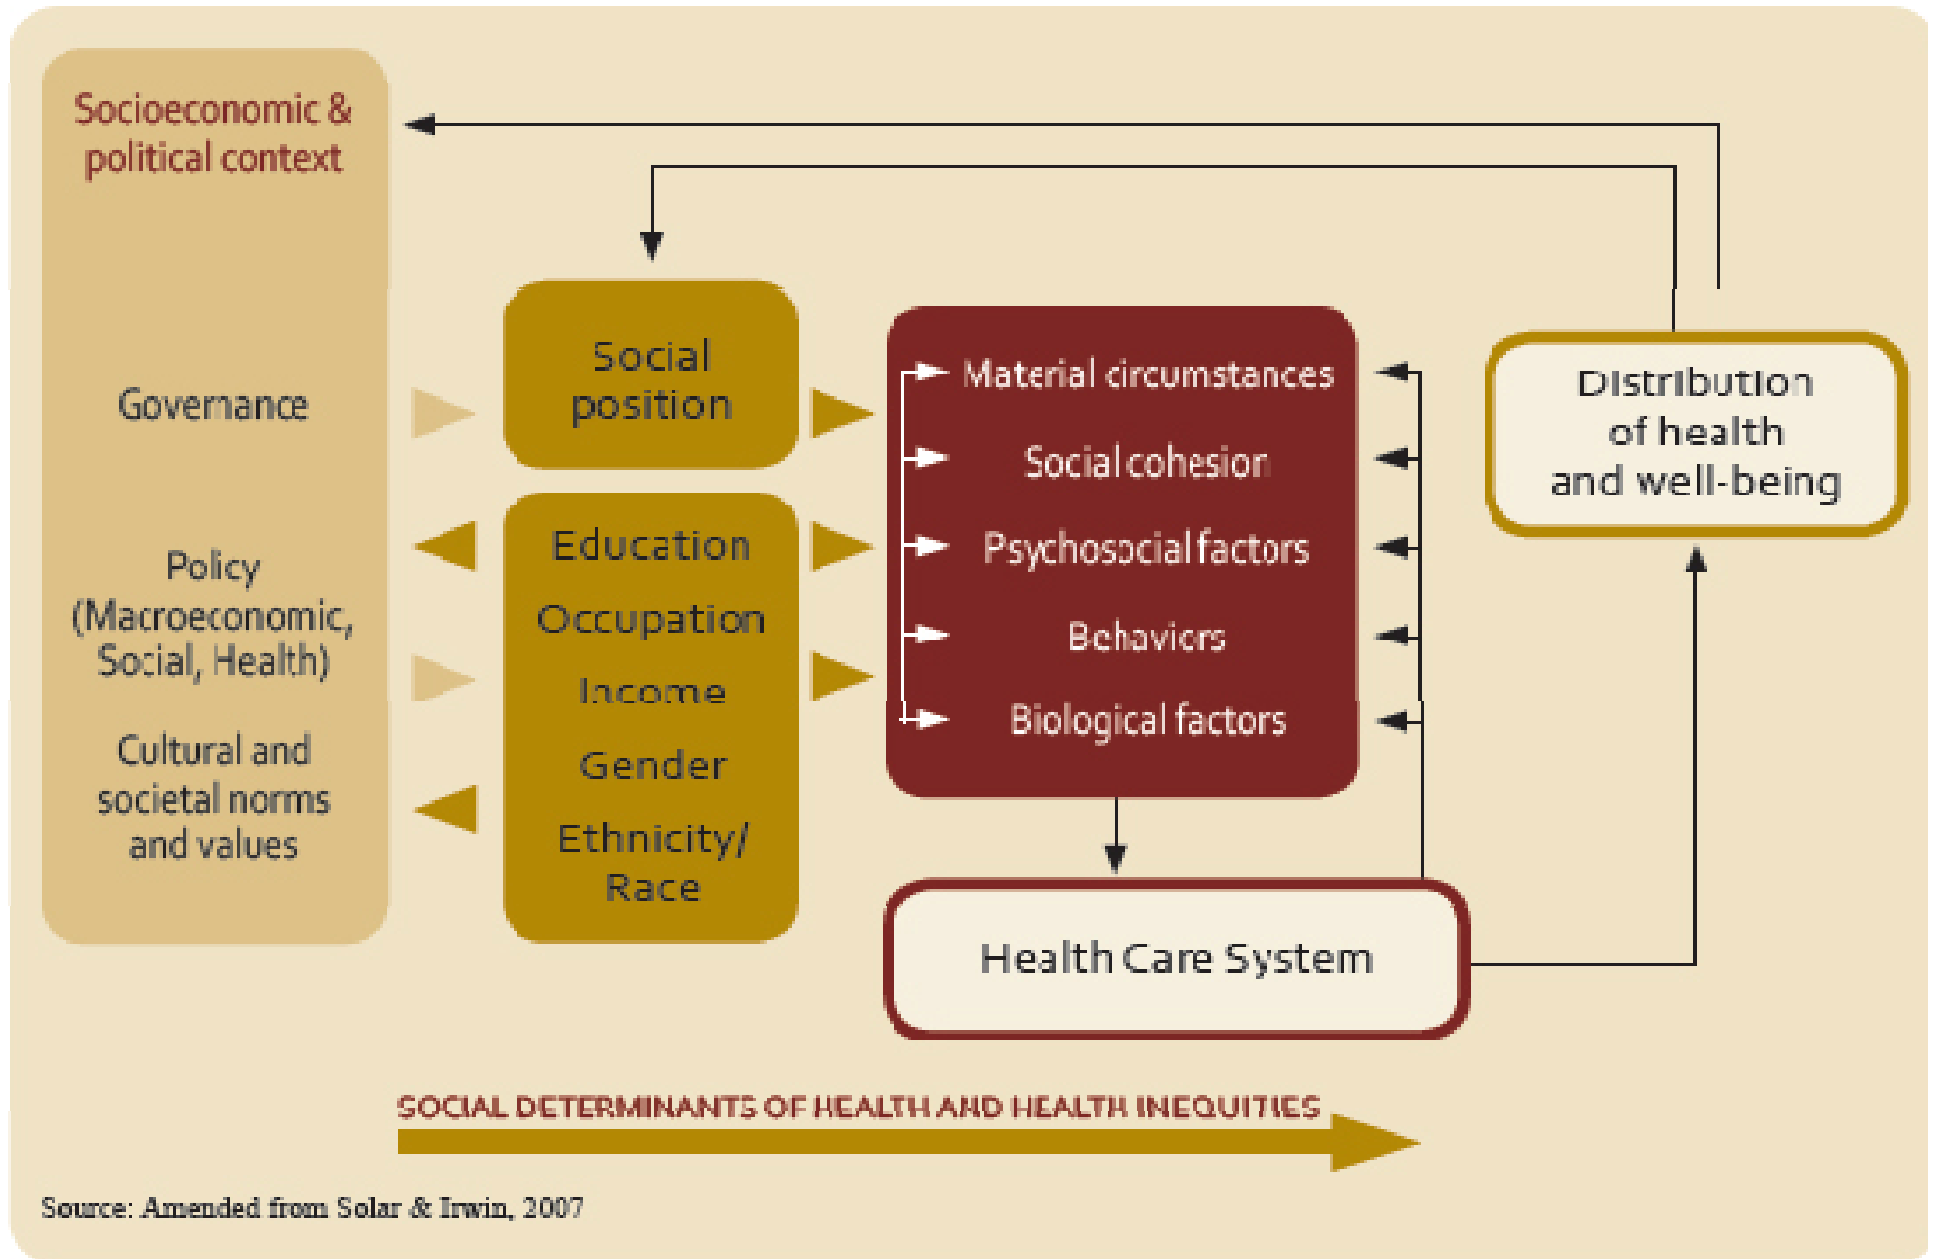 Socioeconomic &
political context
Governance
Policy
(Macroeconomic,
Social, Health)
Cultural and
societal norms
and values
Social
position
Education
Occupation
Income
Gender
Ethnicity/
Race
Material circumstances
Social cohesion
Psychosocial factors
Behaviors
Biological factors
Distribution
of health
and well-being
Health Care System
SOCIAL DETERMINANTS OF HEALTH AND HEALTH INEQUITIES
Source: Amended from Solar & Irwin, 2007